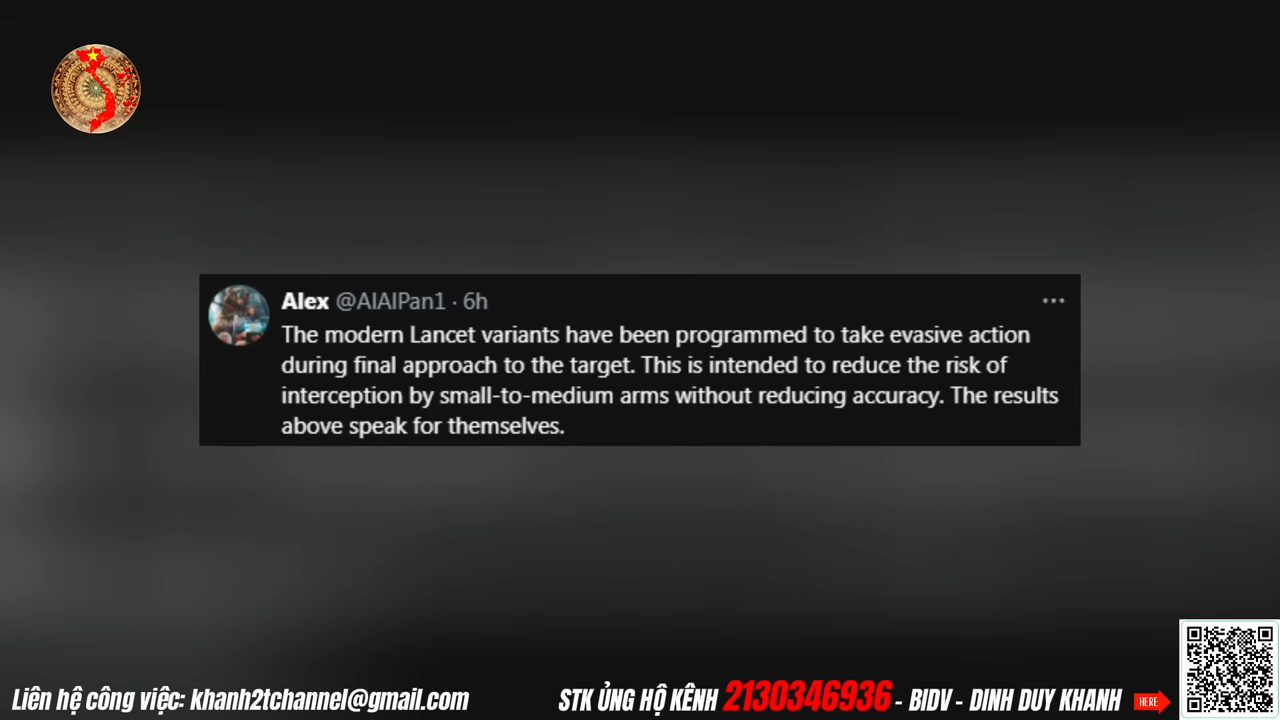 Alex @AlAlPan1 · 6h
The modern Lancet variants have been programmed to take evasive action
during final approach to the target. This is intended to reduce the risk of
interception by small-to-medium arms without reducing accuracy. The results
above speak for themselves.
Liên hệ công việc: khanh2tchannel@gmail.com
STK ỦNG HỘ KÊNH 2130346936 - BIDV - DINH DUY KHANH
HERE